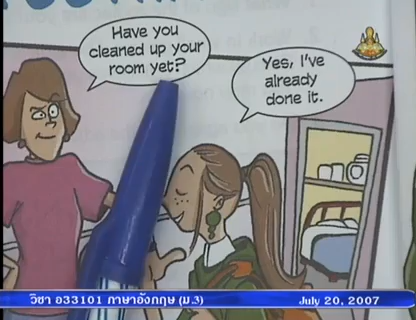 Have you
cleaned up your
room yet?
Yes, I've
already
done it.
วิชา อ33101 ภาษาอังกฤษ (ม.3)
July 20, 2007